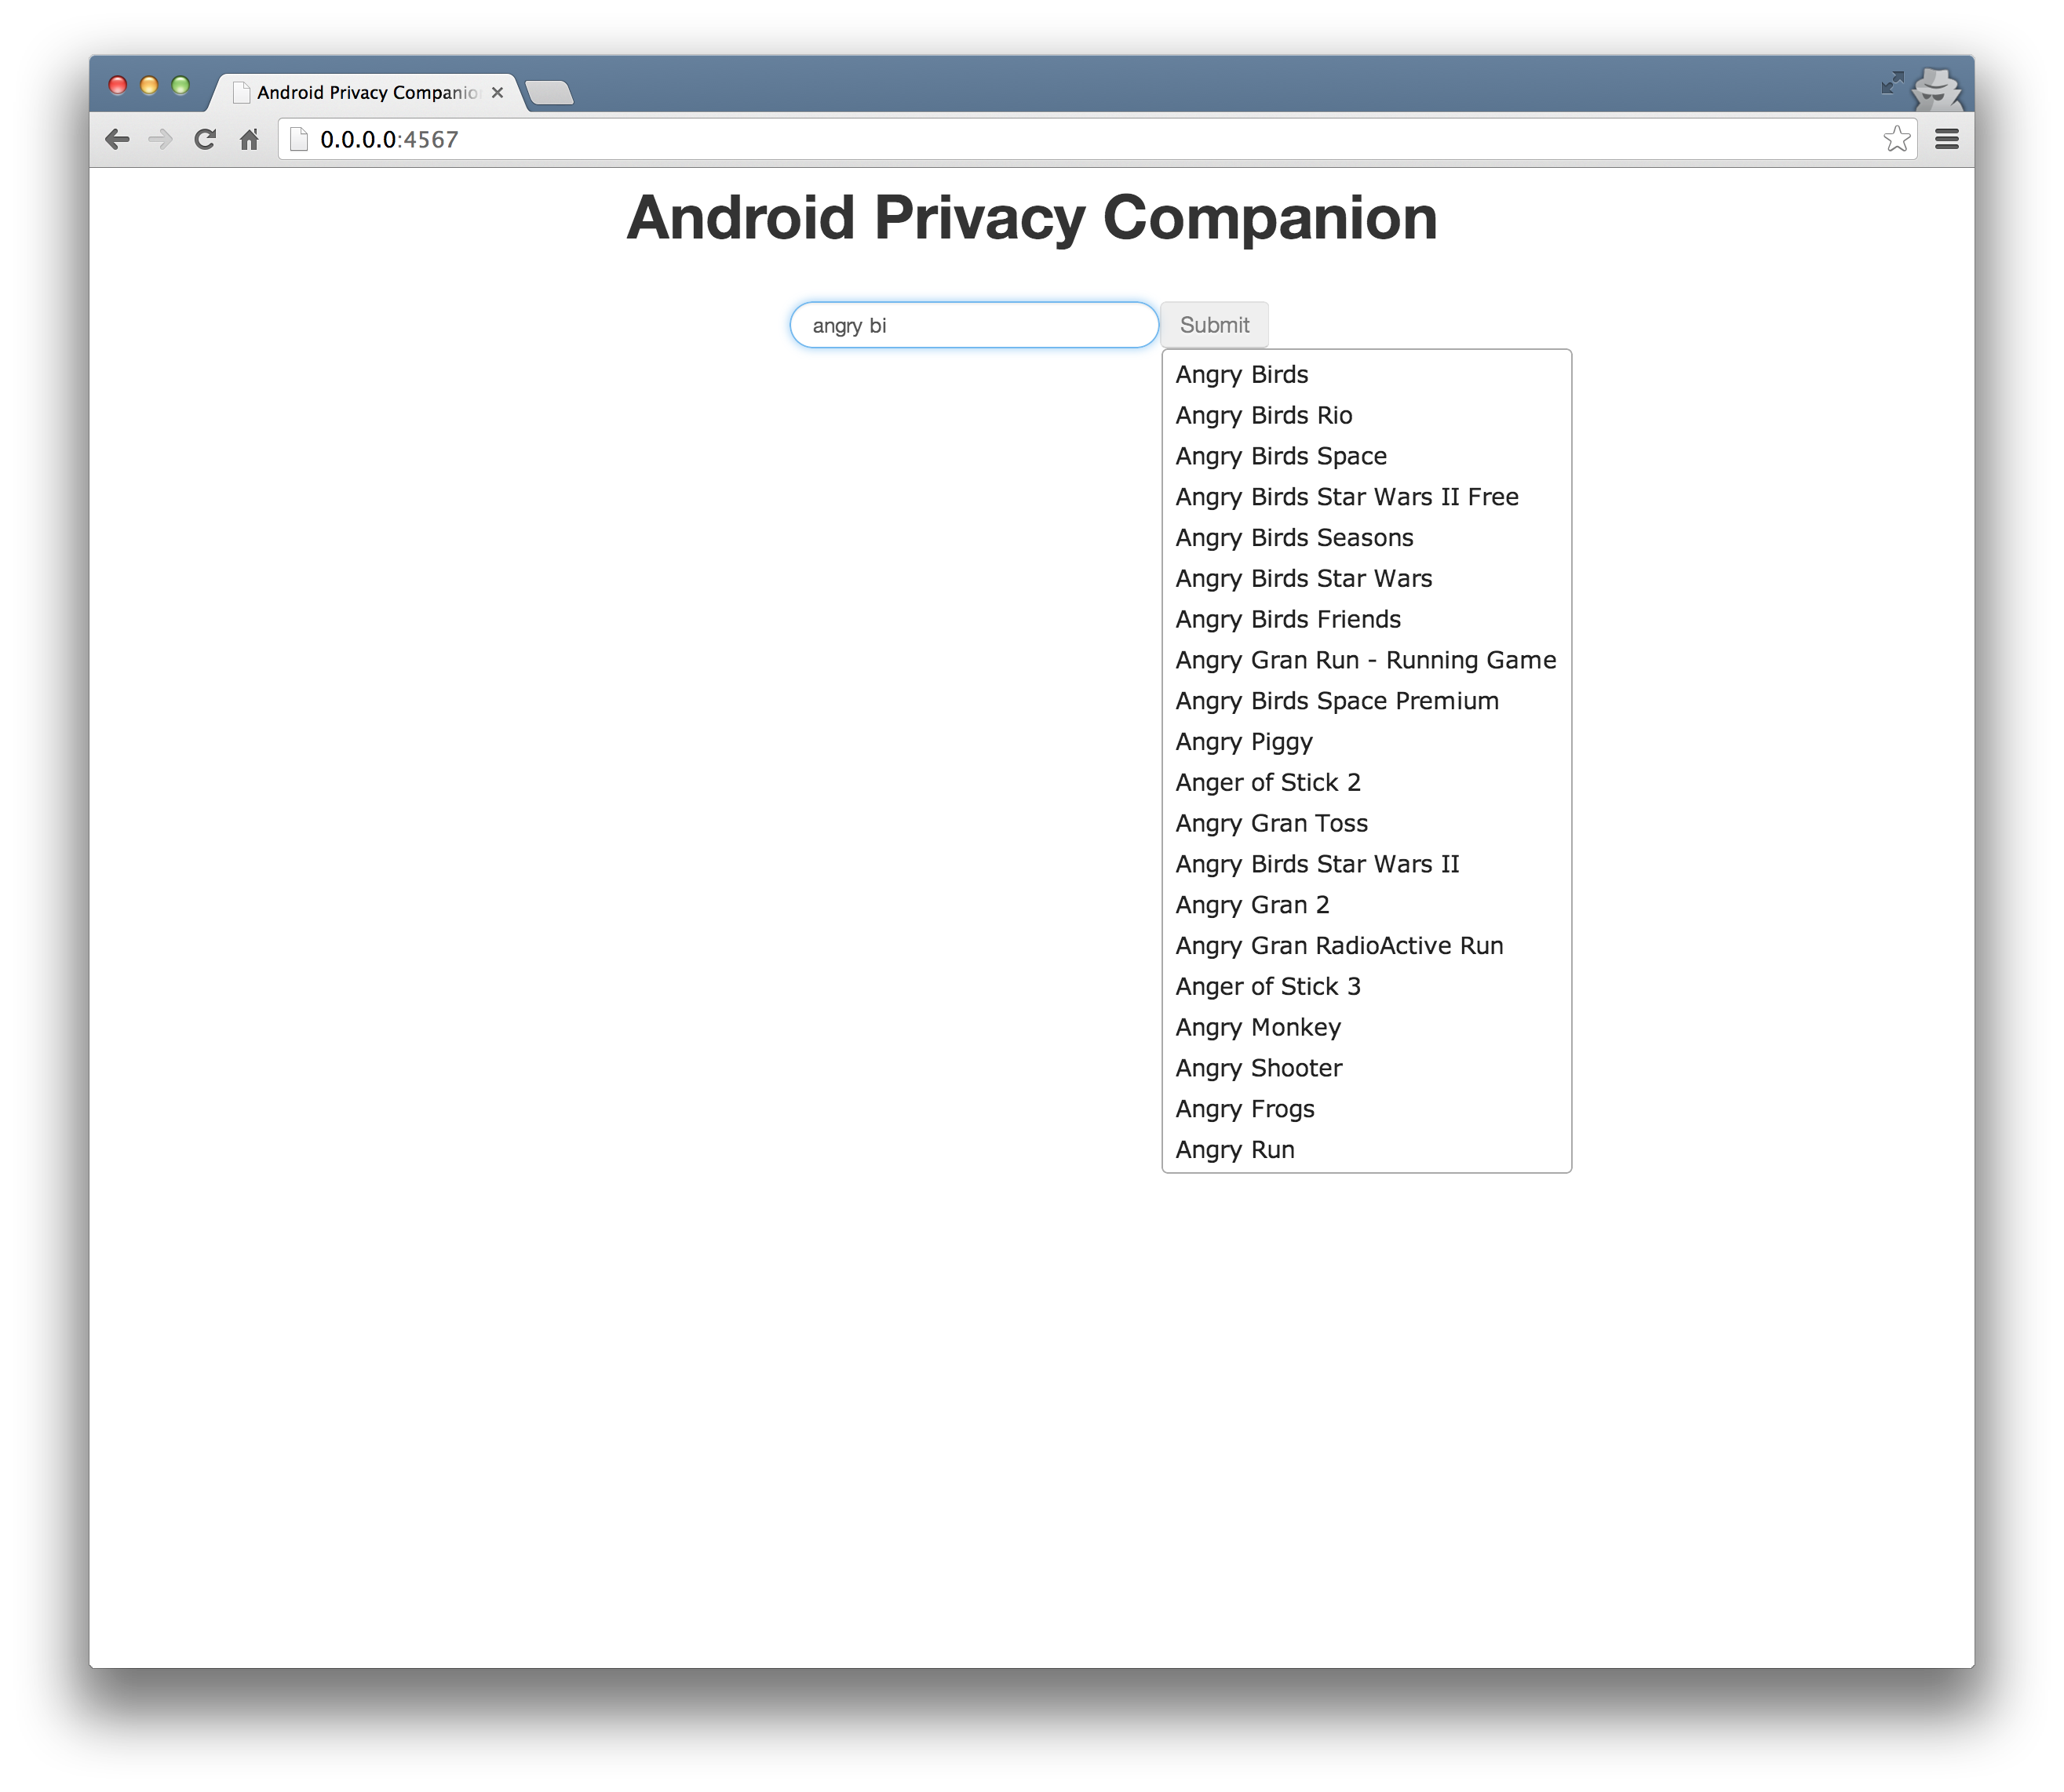 Android Privacy Companio
0.0.0.0:4567
Android Privacy Companion
angry bi
Submit
Angry Birds
Angry Birds Rio
Angry Birds Space
Angry Birds Star Wars II Free
Angry Birds Seasons
Angry Birds Star Wars
Angry Birds Friends
Angry Gran Run - Running Game
Angry Birds Space Premium
Angry Piggy
Anger of Stick 2
Angry Gran Toss
Angry Birds Star Wars II
Angry Gran 2
Angry Gran RadioActive Run
Anger of Stick 3
Angry Monkey
Angry Shooter
Angry Frogs
Angry Run